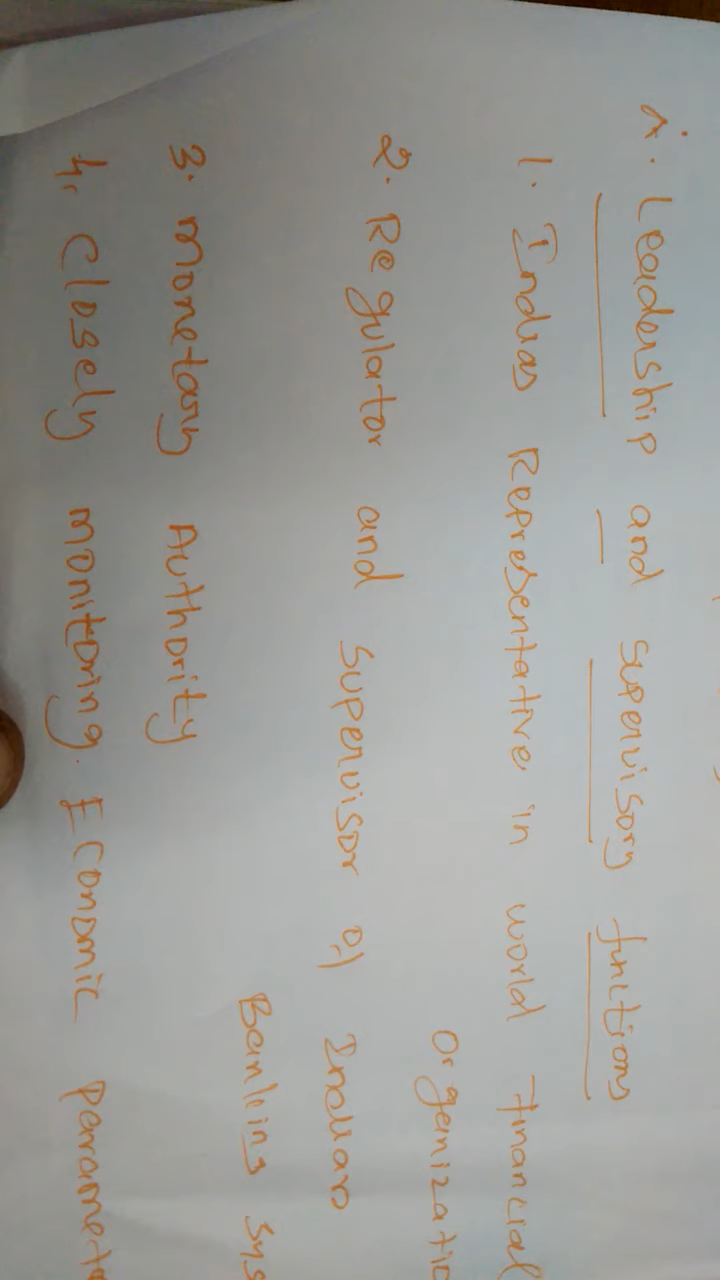 i. Leadership and supervisory functions
1. Indias Representative in world Financial
Organizatio
2. Regulator and Supervisor of Indian
Banking sys
3. Monetary Authority
4. closely monitoring Economic paramete